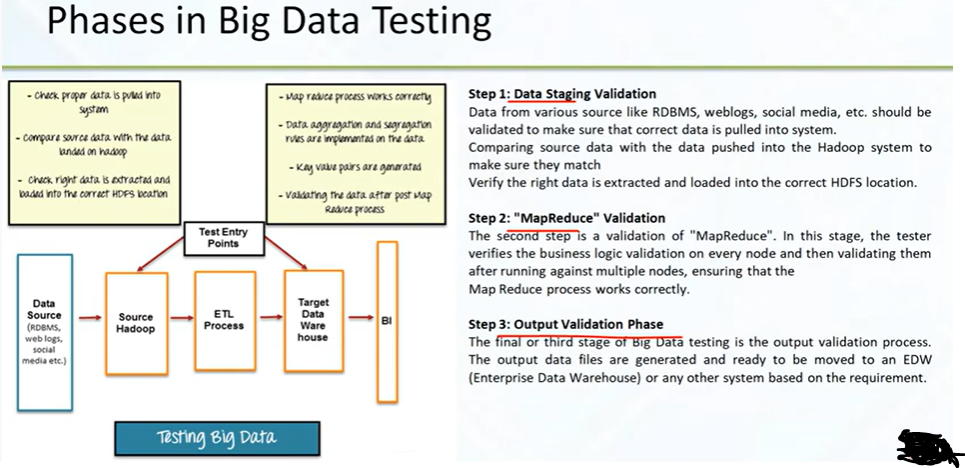 Phases in Big Data Testing
- Check proper data is pulled into
system
- Compare source data with the data
landed on hadoop
- Check right data is extracted and
loaded into the correct HDFS location
- Map reduce process works correctly
- Data aggregation and segregation
rules are implemented on the data
- Key value pairs are generated
- Validating the data after post Map
Reduce process
Test Entry
Points
Data
Source
(RDBMS,
web logs,
social
media etc.)
Source
Hadoop
ETL
Process
Target
Data
Ware
house
BI
Testing Big Data
Step 1: Data Staging Validation
Data from various source like RDBMS, weblogs, social media, etc. should be
validated to make sure that correct data is pulled into system.
Comparing source data with the data pushed into the Hadoop system to
make sure they match
Verify the right data is extracted and loaded into the correct HDFS location.
Step 2: "MapReduce" Validation
The second step is a validation of "MapReduce". In this stage, the tester
verifies the business logic validation on every node and then validating them
after running against multiple nodes, ensuring that the
Map Reduce process works correctly.
Step 3: Output Validation Phase
The final or third stage of Big Data testing is the output validation process.
The output data files are generated and ready to be moved to an EDW
(Enterprise Data Warehouse) or any other system based on the requirement.